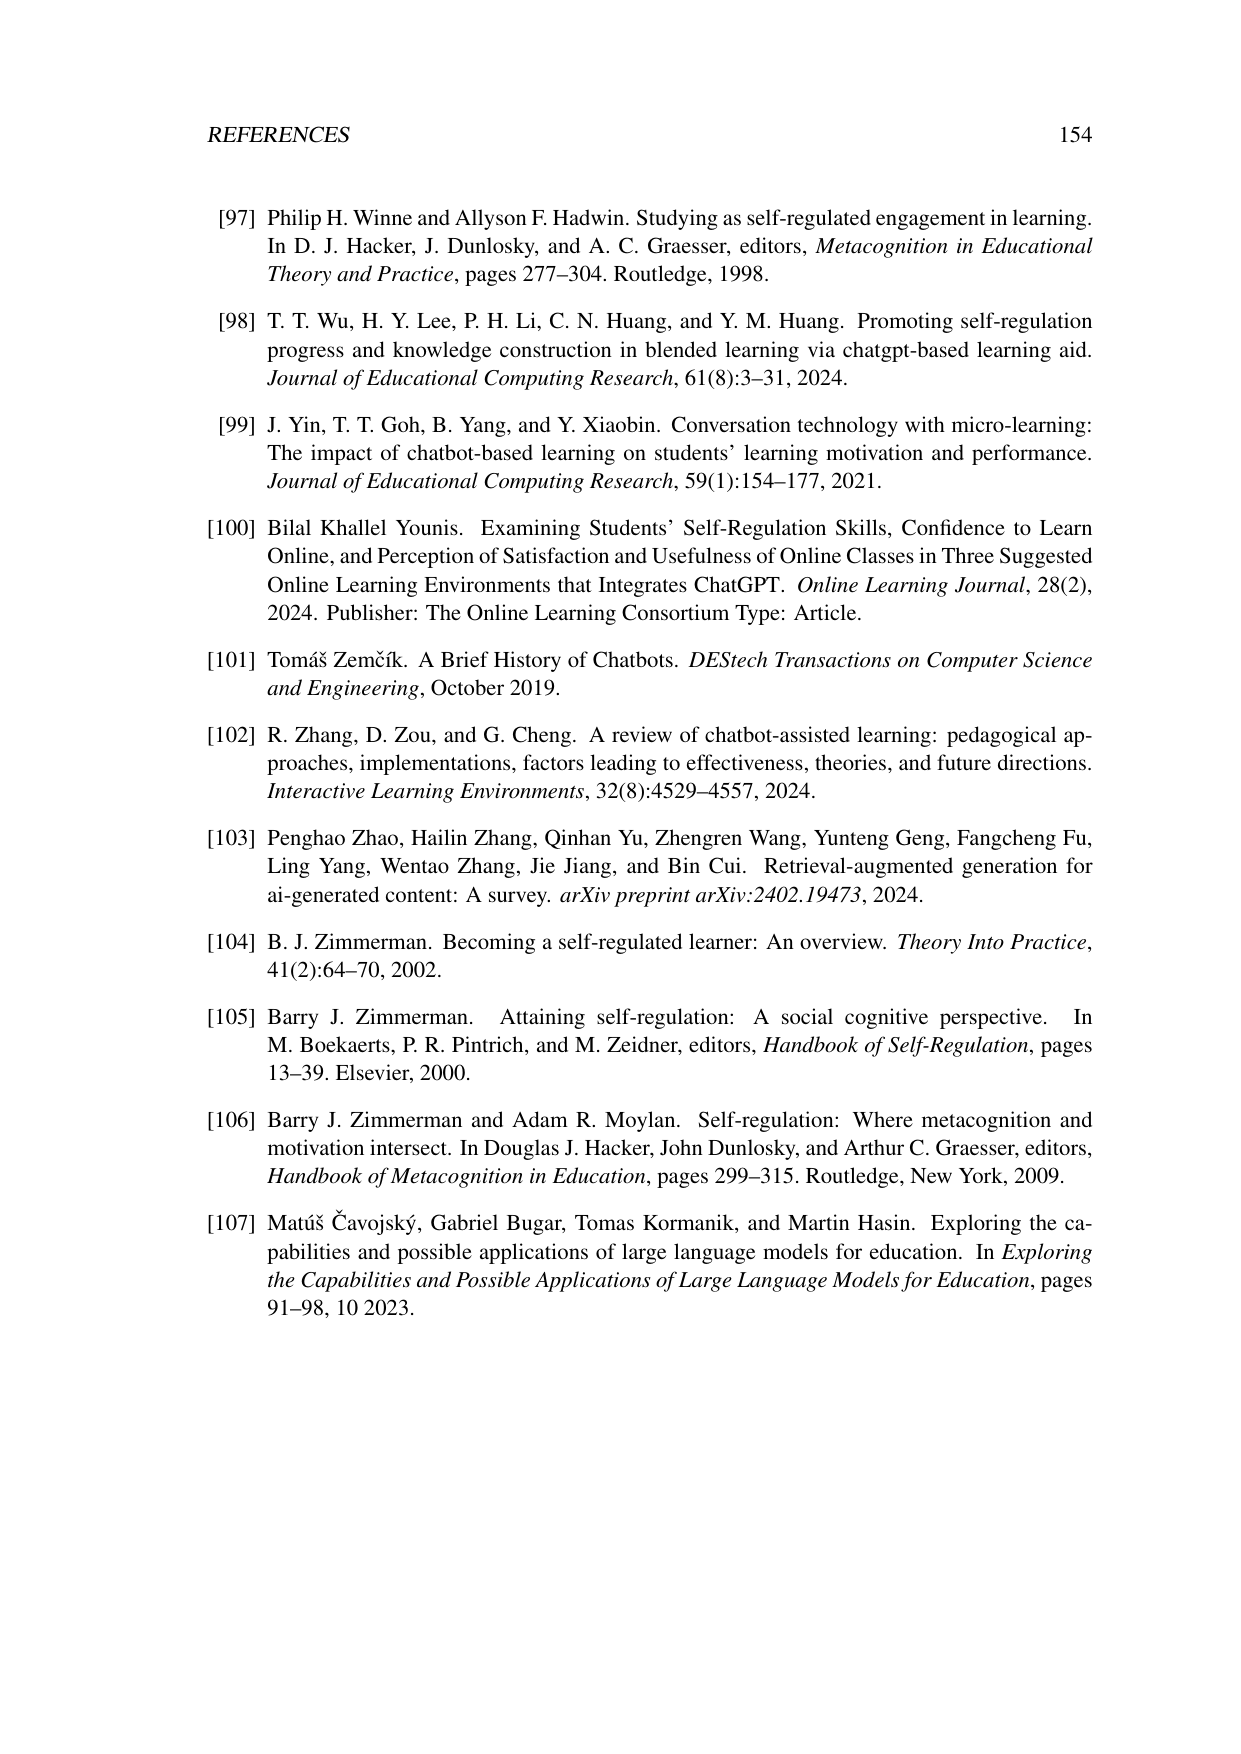 REFERENCES 154
[97] Philip H. Winne and Allyson F. Hadwin. Studying as self-regulated engagement in learning.
In D. J. Hacker, J. Dunlosky, and A. C. Graesser, editors, Metacognition in Educational
Theory and Practice, pages 277–304. Routledge, 1998.
[98] T. T. Wu, H. Y. Lee, P. H. Li, C. N. Huang, and Y. M. Huang. Promoting self-regulation
progress and knowledge construction in blended learning via chatgpt-based learning aid.
Journal of Educational Computing Research, 61(8):3–31, 2024.
[99] J. Yin, T. T. Goh, B. Yang, and Y. Xiaobin. Conversation technology with micro-learning:
The impact of chatbot-based learning on students’ learning motivation and performance.
Journal of Educational Computing Research, 59(1):154–177, 2021.
[100] Bilal Khallel Younis. Examining Students’ Self-Regulation Skills, Confidence to Learn
Online, and Perception of Satisfaction and Usefulness of Online Classes in Three Suggested
Online Learning Environments that Integrates ChatGPT. Online Learning Journal, 28(2),
2024. Publisher: The Online Learning Consortium Type: Article.
[101] Tomáš Zemčík. A Brief History of Chatbots. DEStech Transactions on Computer Science
and Engineering, October 2019.
[102] R. Zhang, D. Zou, and G. Cheng. A review of chatbot-assisted learning: pedagogical ap-
proaches, implementations, factors leading to effectiveness, theories, and future directions.
Interactive Learning Environments, 32(8):4529–4557, 2024.
[103] Penghao Zhao, Hailin Zhang, Qinhan Yu, Zhengren Wang, Yunteng Geng, Fangcheng Fu,
Ling Yang, Wentao Zhang, Jie Jiang, and Bin Cui. Retrieval-augmented generation for
ai-generated content: A survey. arXiv preprint arXiv:2402.19473, 2024.
[104] B. J. Zimmerman. Becoming a self-regulated learner: An overview. Theory Into Practice,
41(2):64–70, 2002.
[105] Barry J. Zimmerman. Attaining self-regulation: A social cognitive perspective. In
M. Boekaerts, P. R. Pintrich, and M. Zeidner, editors, Handbook of Self-Regulation, pages
13–39. Elsevier, 2000.
[106] Barry J. Zimmerman and Adam R. Moylan. Self-regulation: Where metacognition and
motivation intersect. In Douglas J. Hacker, John Dunlosky, and Arthur C. Graesser, editors,
Handbook of Metacognition in Education, pages 299–315. Routledge, New York, 2009.
[107] Matúš Čavojský, Gabriel Bugar, Tomas Kormanik, and Martin Hasin. Exploring the ca-
pabilities and possible applications of large language models for education. In Exploring
the Capabilities and Possible Applications of Large Language Models for Education, pages
91–98, 10 2023.